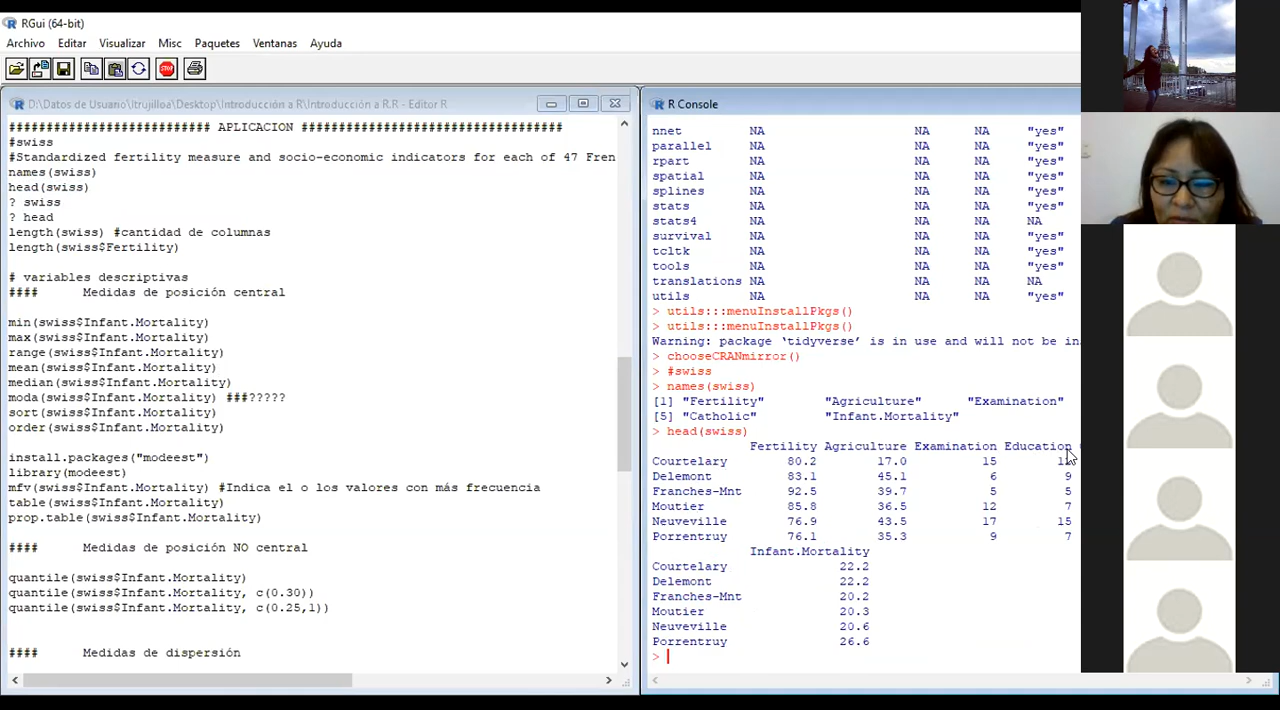 RGui (64-bit)
Archivo Editar Visualizar Misc Paquetes Ventanas Ayuda
STOP
D:\Datos de Usuario\ltrujilloa\Desktop\Introducción a R\Introducción a R.R - Editor R
########################### APLICACION ###################################
#swiss
#Standardized fertility measure and socio-economic indicators for each of 47 Fren
names(swiss)
head(swiss)
? swiss
? head
length(swiss) #cantidad de columnas
length(swiss$Fertility)
# variables descriptivas
#### Medidas de posición central
min(swiss$Infant.Mortality)
max(swiss$Infant.Mortality)
range(swiss$Infant.Mortality)
mean(swiss$Infant.Mortality)
median(swiss$Infant.Mortality)
moda(swiss$Infant.Mortality) ###?????
sort(swiss$Infant.Mortality)
order(swiss$Infant.Mortality)
install.packages("modeest")
library(modeest)
mfv(swiss$Infant.Mortality) #Indica el o los valores con más frecuencia
table(swiss$Infant.Mortality)
prop.table(swiss$Infant.Mortality)
#### Medidas de posición NO central
quantile(swiss$Infant.Mortality)
quantile(swiss$Infant.Mortality, c(0.30))
quantile(swiss$Infant.Mortality, c(0.25,1))
#### Medidas de dispersión
R Console
nnet NA NA NA "yes"
parallel NA NA NA "yes"
rpart NA NA NA "yes"
spatial NA NA NA "yes"
splines NA NA NA "yes"
stats NA NA NA "yes"
stats4 NA NA NA NA
survival NA NA NA "yes"
tcltk NA NA NA "yes"
tools NA NA NA "yes"
translations NA NA NA NA
utils NA NA NA "yes"
> utils:::menuInstallPkgs()
> utils:::menuInstallPkgs()
Warning: package ‘tidyverse’ is in use and will not be in
> chooseCRANmirror()
> #swiss
> names(swiss)
[1] "Fertility" "Agriculture" "Examination"
[5] "Catholic" "Infant.Mortality"
> head(swiss)
Fertility Agriculture Examination Education
Courtelary 80.2 17.0 15
Delemont 83.1 45.1 6 9
Franches-Mnt 92.5 39.7 5 5
Moutier 85.8 36.5 12 7
Neuveville 76.9 43.5 17 15
Porrentruy 76.1 35.3 9 7
Infant.Mortality
Courtelary 22.2
Delemont 22.2
Franches-Mnt 20.2
Moutier 20.3
Neuveville 20.6
Porrentruy 26.6
>